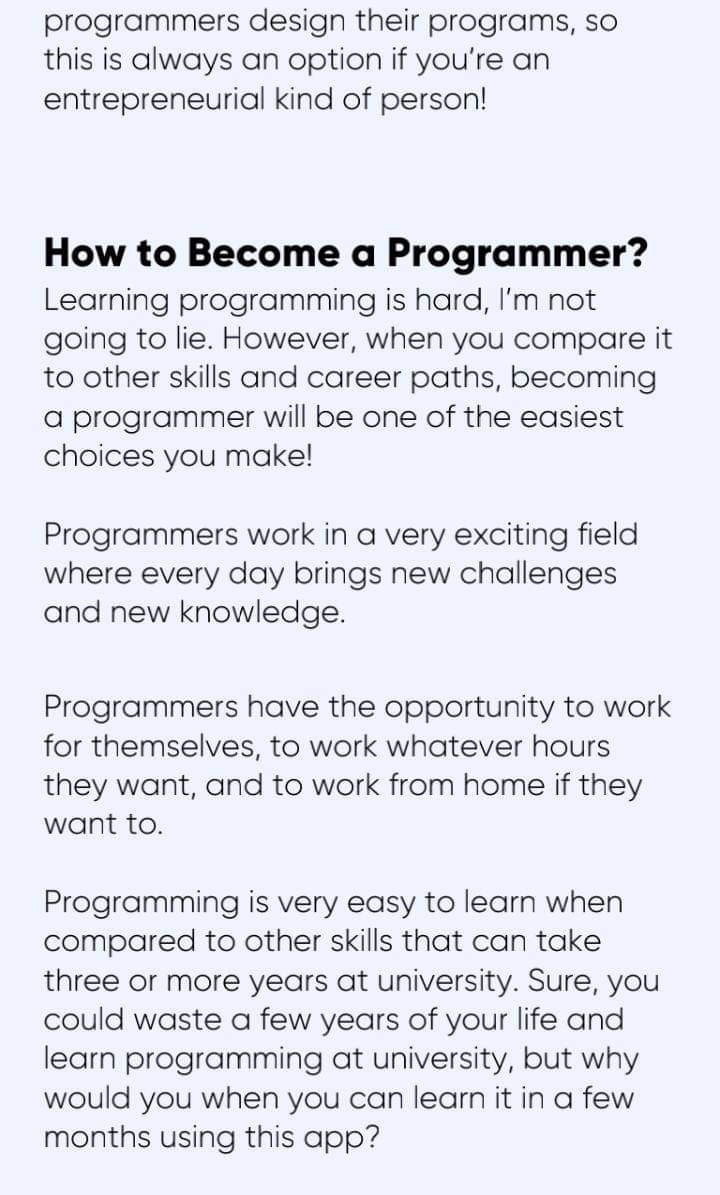 programmers design their programs, so
this is always an option if you're an
entrepreneurial kind of person!
How to Become a Programmer?
Learning programming is hard, I'm not
going to lie. However, when you compare it
to other skills and career paths, becoming
a programmer will be one of the easiest
choices you make!
Programmers work in a very exciting field
where every day brings new challenges
and new knowledge.
Programmers have the opportunity to work
for themselves, to work whatever hours
they want, and to work from home if they
want to.
Programming is very easy to learn when
compared to other skills that can take
three or more years at university. Sure, you
could waste a few years of your life and
learn programming at university, but why
would you when you can learn it in a few
months using this app?